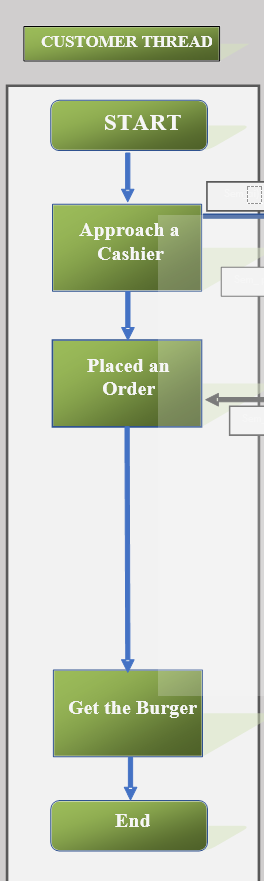 CUSTOMER THREAD
START
Approach a
Cashier
Placed an
Order
Get the Burger
End